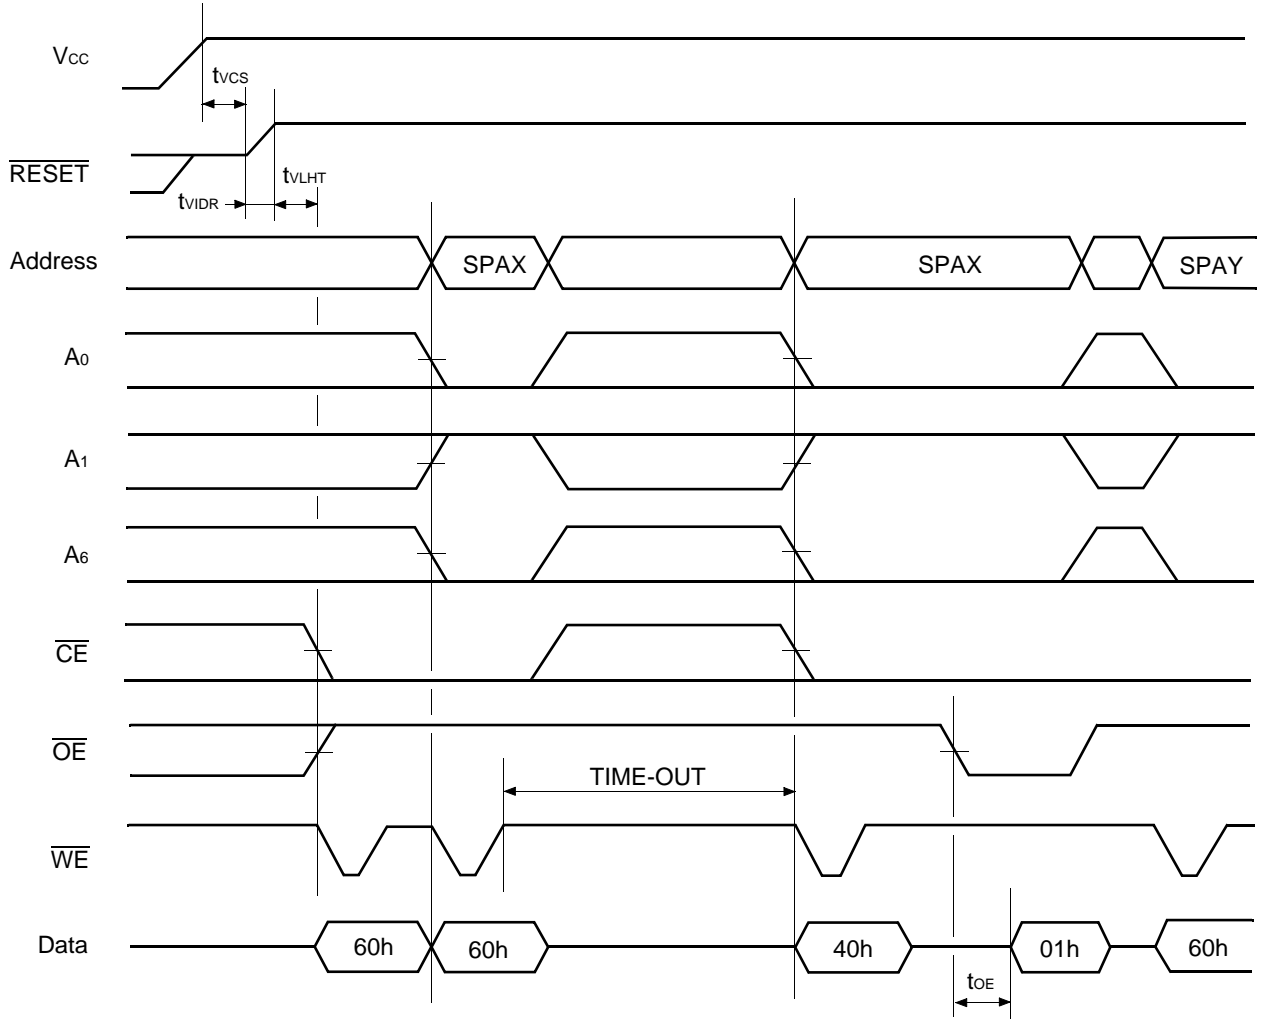 VCC
tVCS
RESET
tVLHT
tVIDR
Address
SPAX
SPAX
SPAY
A0
A1
A6
CE
OE
TIME-OUT
WE
Data
60h
60h
40h
01h
60h
tOE